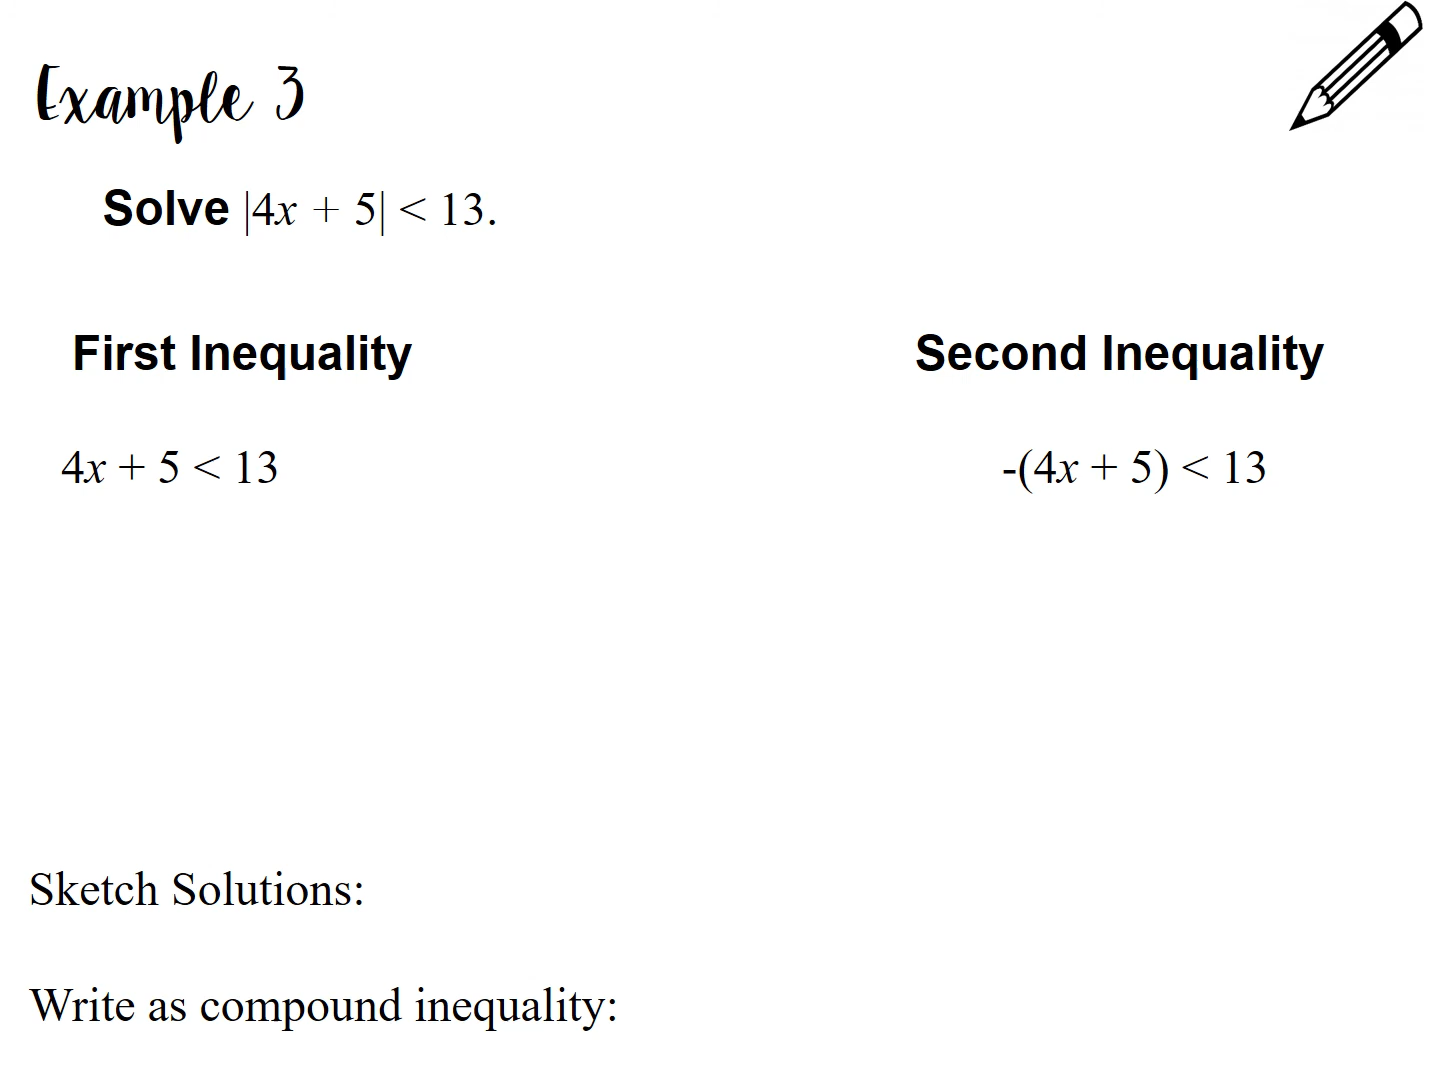 Example 3
Solve |4x + 5| < 13.
First Inequality
Second Inequality
4x + 5 < 13
-(4x + 5) < 13
Sketch Solutions:
Write as compound inequality: